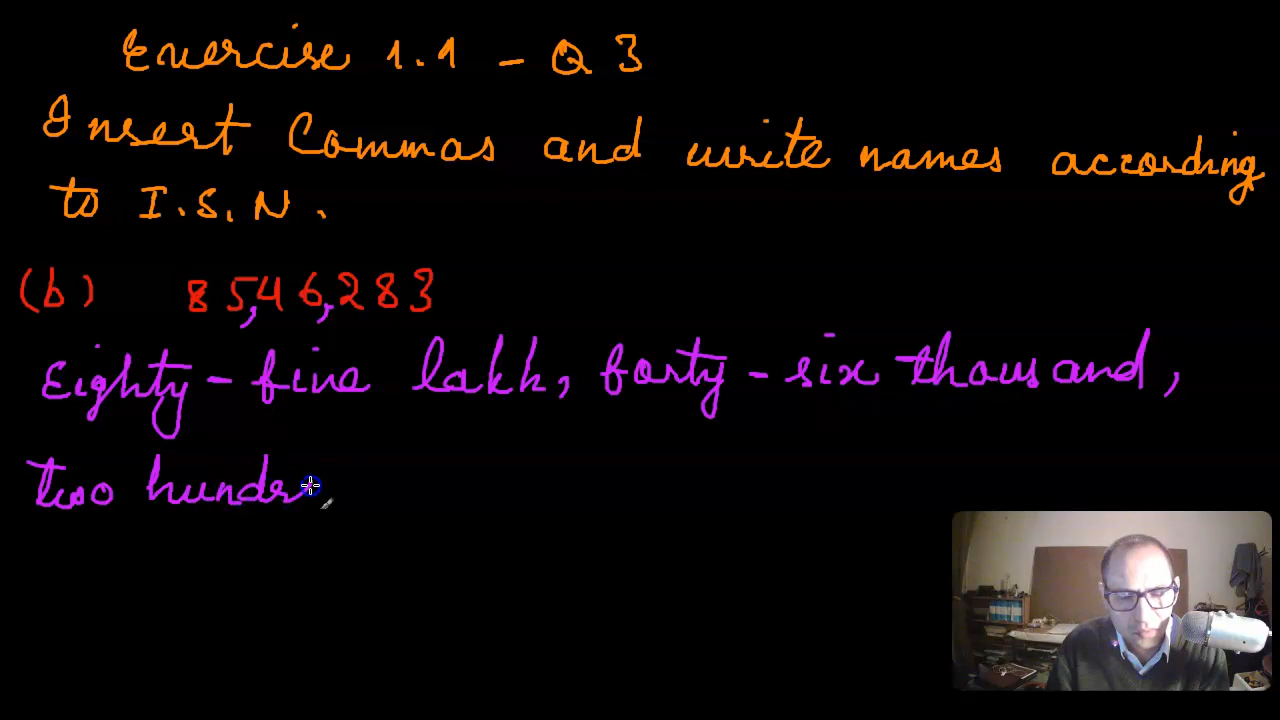 Exercise 1.1 - Q 3
Insert Commas and write names according
to I.S.N.
(b) 85,46,283
Eighty-five lakh, forty-six thousand,
two hundr